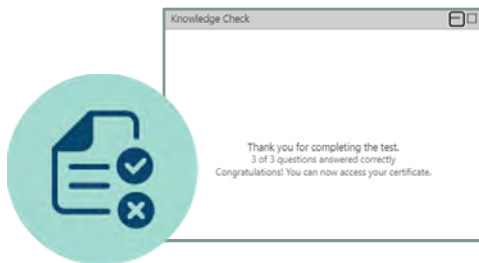 Knowledge Check
Thank you for completing the test.
3 of 3 questions answered correctly
Congratulations! You can now access your certificate.